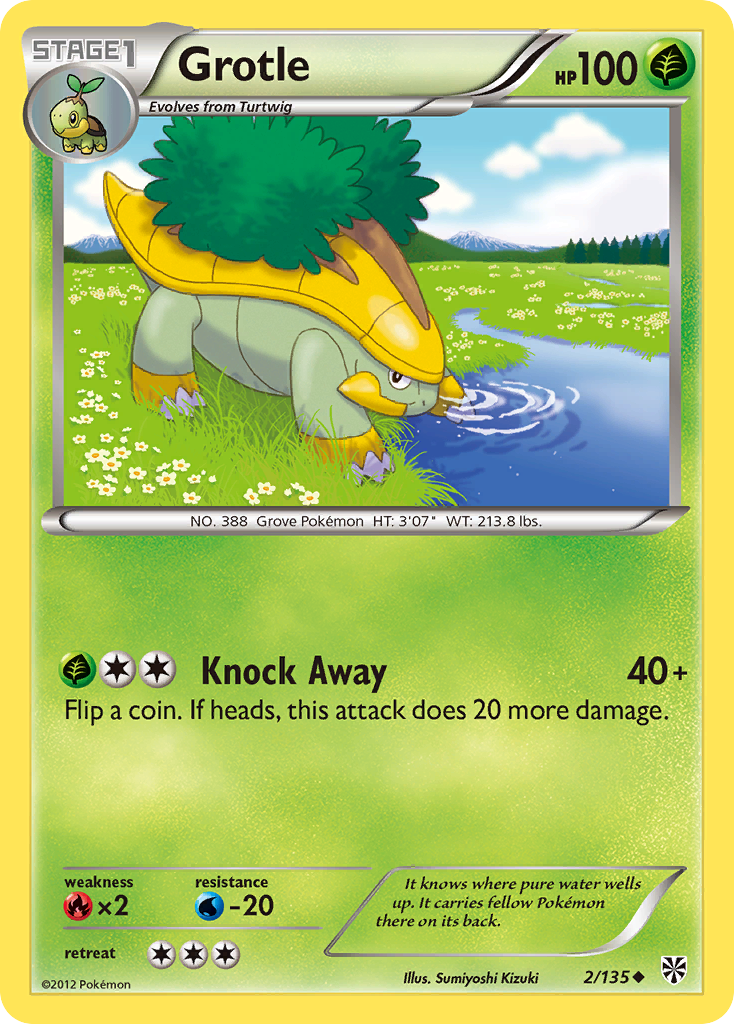 STAGE1
Grotle
HP100
Evolves from Turtwig
NO. 388 Grove Pokémon HT: 3'07" WT: 213.8 lbs.
Knock Away 40+
Flip a coin. If heads, this attack does 20 more damage.
weakness resistance
×2 -20
retreat
It knows where pure water wells
up. It carries fellow Pokémon
there on its back.
©2012 Pokémon
Illus. Sumiyoshi Kizuki
2/135